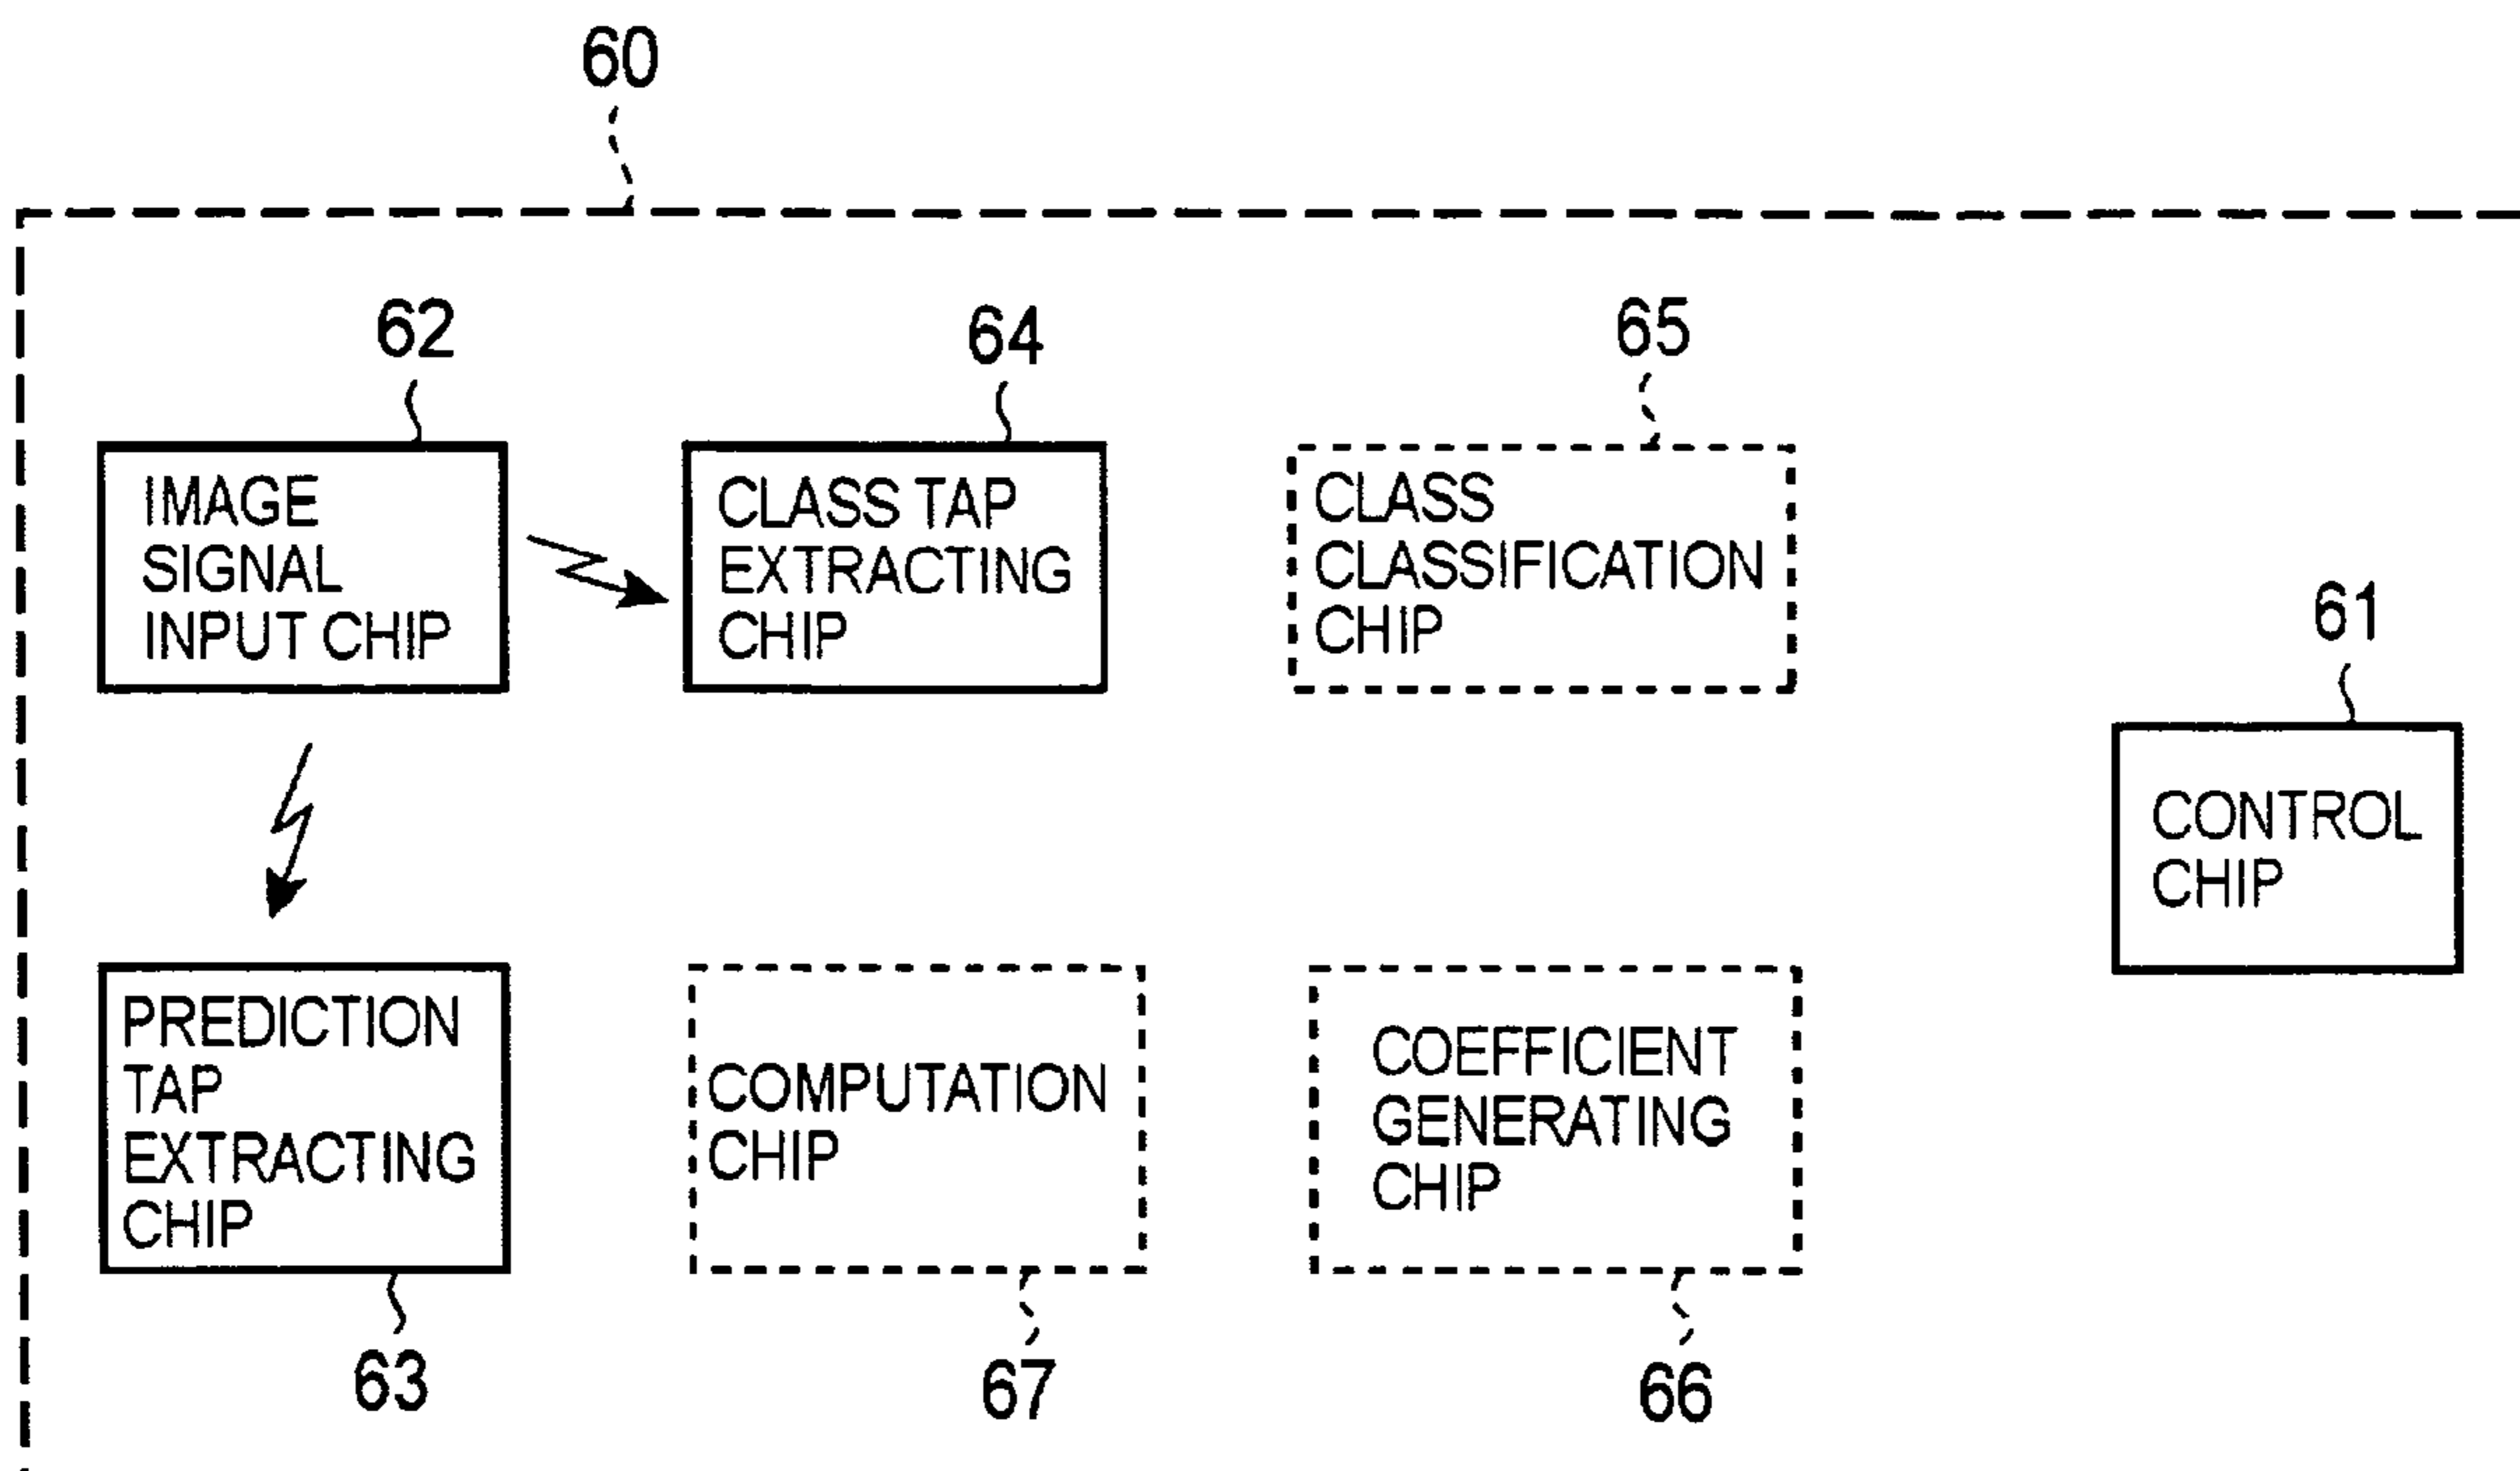 60
62
64
65
IMAGE
SIGNAL
INPUT CHIP
CLASS TAP
EXTRACTING
CHIP
CLASS
CLASSIFICATION
CHIP
61
CONTROL
CHIP
PREDICTION
TAP
EXTRACTING
CHIP
COMPUTATION
CHIP
COEFFICIENT
GENERATING
CHIP
63
67
66